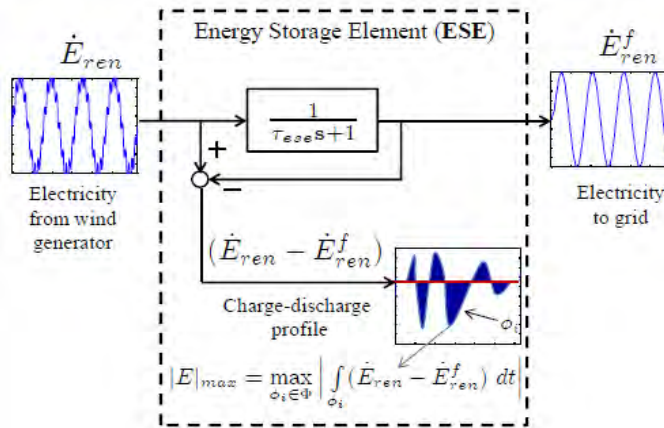 Energy Storage Element (ESE)
Ė_ren
Ė^f_ren
1
τ_ese s+1
+
−
Electricity
from wind
generator
Electricity
to grid
(Ė_ren − Ė^f_ren)
Charge-discharge
profile
ϕ_i
|E|_max = max_{ϕ_i∈Φ} | ∫_{ϕ_i} (Ė_ren − Ė^f_ren) dt |